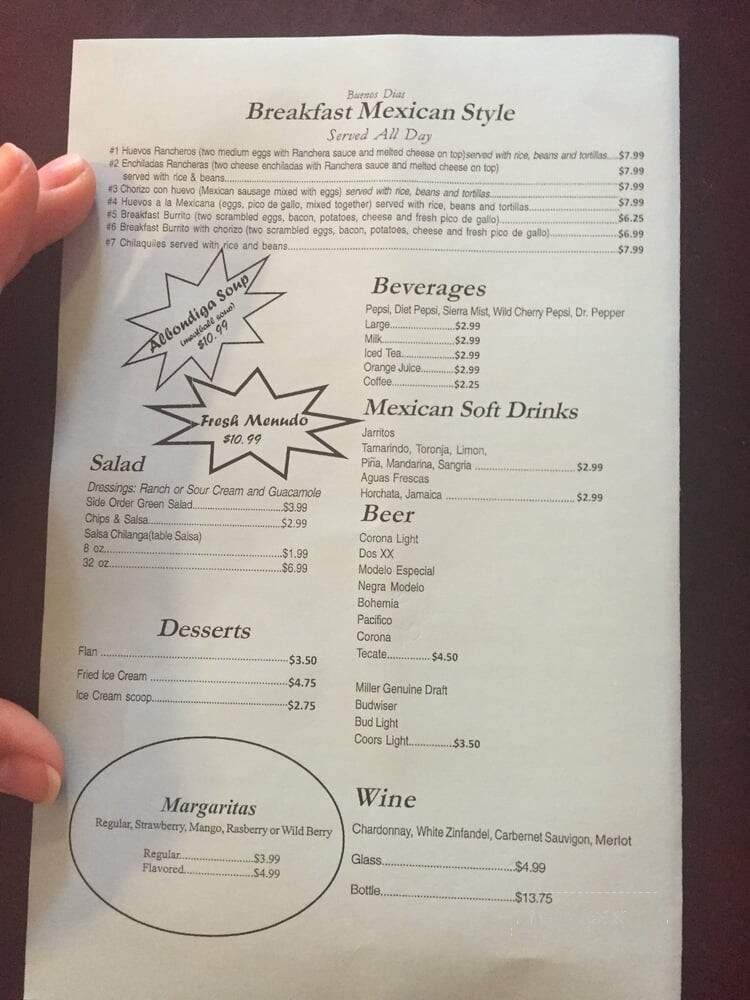 Buenos Dias
Breakfast Mexican Style
Served All Day
#1 Huevos Rancheros (two medium eggs with Ranchera sauce and melted cheese on top)served with rice, beans and tortillas....$7.99
#2 Enchiladas Rancheras (two cheese enchiladas with Ranchera sauce and melted cheese on top) $7.99
served with rice & beans.......... $7.99
#3 Chorizo con huevo (Mexican sausage mixed with eggs) served with rice, beans and tortillas..........
#4 Huevos a la Mexicana (eggs, pico de gallo, mixed together) served with rice, beans and tortillas..........$7.99
#5 Breakfast Burrito (two scrambled eggs, bacon, potatoes, cheese and fresh pico de gallo)..........$6.25
#6 Breakfast Burrito with chorizo (two scrambled eggs, bacon, potatoes, cheese and fresh pico de gallo)..........$6.99
#7 Chilaquiles served with rice and beans..........$7.99
Albondiga Soup
(meatball soup)
$10.99
Fresh Menudo
$10.99
Salad
Dressings: Ranch or Sour Cream and Guacamole
Side Order Green Salad..........$3.99
Chips & Salsa..........$2.99
Salsa Chilanga(table Salsa)
8 oz..........$1.99
32 oz..........$6.99
Desserts
Flan ..........$3.50
Fried Ice Cream ..........$4.75
Ice Cream scoop..........$2.75
Margaritas
Regular, Strawberry, Mango, Rasberry or Wild Berry
Regular..........$3.99
Flavored..........$4.99
Beverages
Pepsi, Diet Pepsi, Sierra Mist, Wild Cherry Pepsi, Dr. Pepper
Large..........$2.99
Milk..........$2.99
Iced Tea..........$2.99
Orange Juice..........$2.99
Coffee..........$2.25
Mexican Soft Drinks
Jarritos
Tamarindo, Toronja, Limon,
Piña, Mandarina, Sangria ..........$2.99
Aguas Frescas
Horchata, Jamaica ..........$2.99
Beer
Corona Light
Dos XX
Modelo Especial
Negra Modelo
Bohemia
Pacifico
Corona
Tecate..........$4.50
Miller Genuine Draft
Budwiser
Bud Light
Coors Light..........$3.50
Wine
Chardonnay, White Zinfandel, Carbernet Sauvigon, Merlot
Glass..........$4.99
Bottle..........$13.75